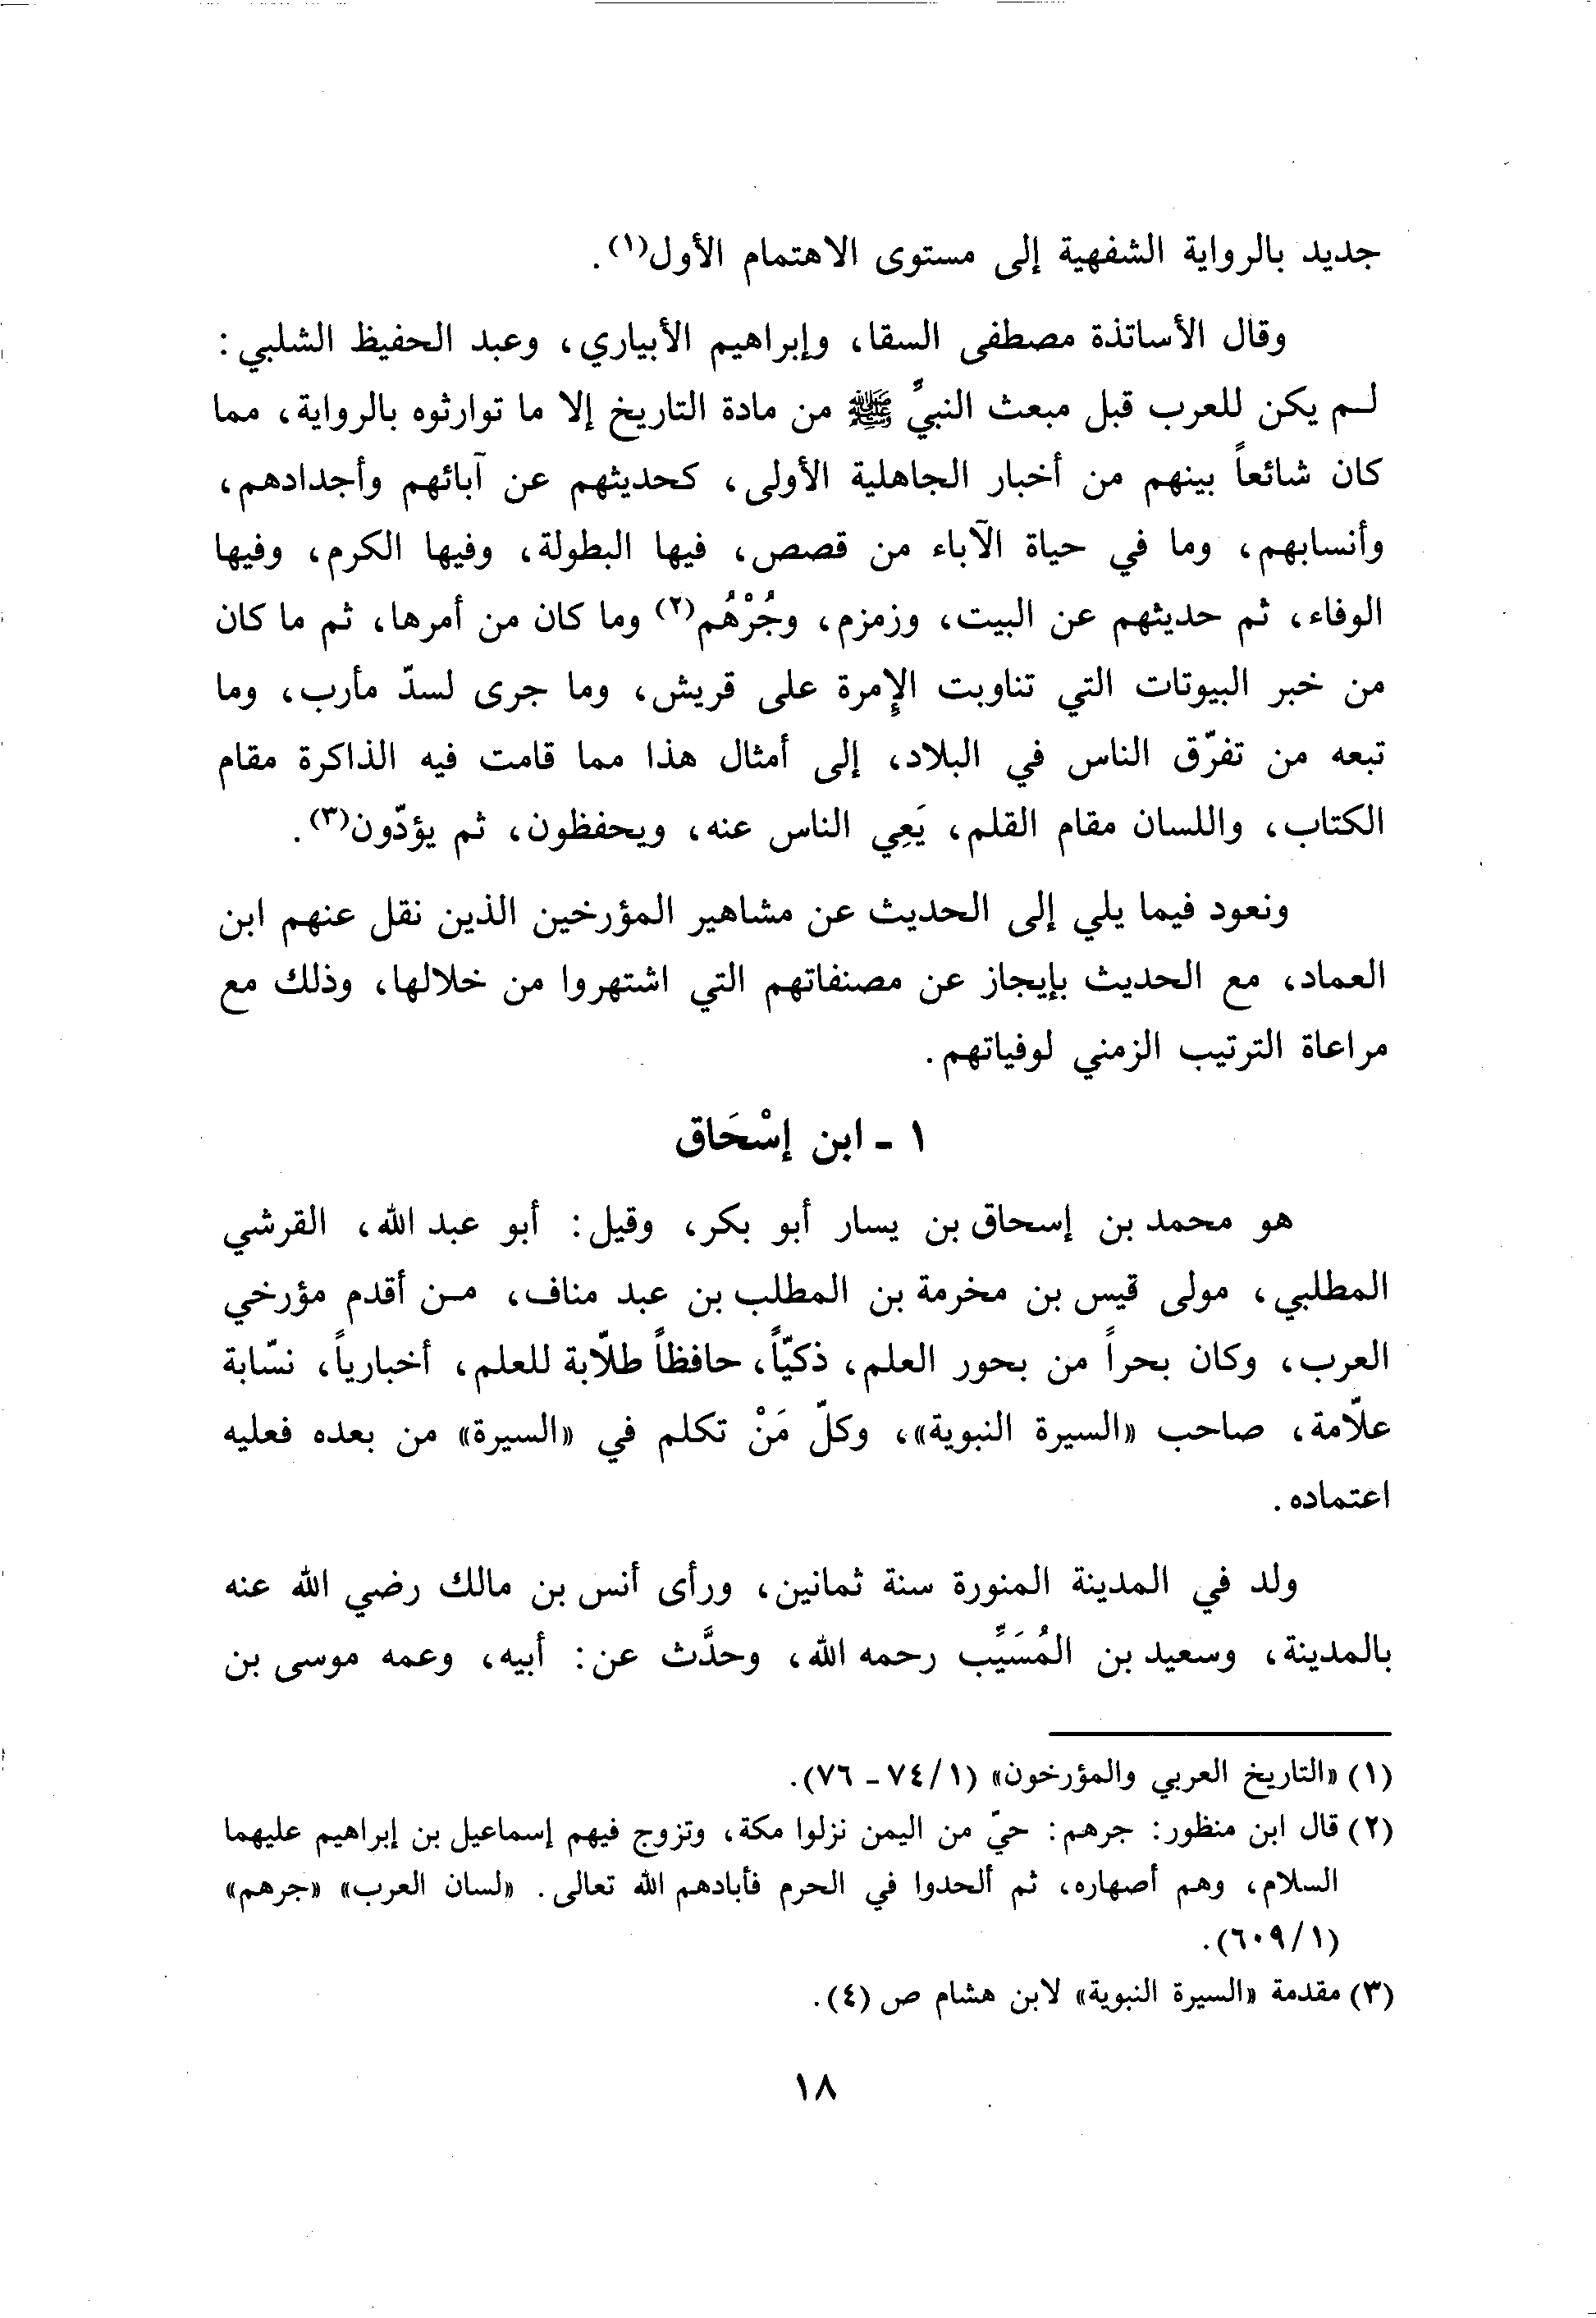 جديد بالرواية الشفهية إلى مستوى الاهتمام الأول(١).
وقال الأساتذة مصطفى السقا، وإبراهيم الأبياري، وعبد الحفيظ الشلبي:
لـم يكن للعرب قبل مبعث النبيِّ ﷺ من مادة التاريخ إلا ما توارثوه بالرواية، مما
كان شائعاً بينهم من أخبار الجاهلية الأولى، كحديثهم عن آبائهم وأجدادهم،
وأنسابهم، وما في حياة الآباء من قصص، فيها البطولة، وفيها الكرم، وفيها
الوفاء، ثم حديثهم عن البيت، وزمزم، وجُرْهُم(٢) وما كان من أمرها، ثم ما كان
من خبر البيوتات التي تناوبت الإمرة على قريش، وما جرى لسدّ مأرب، وما
تبعه من تفرّق الناس في البلاد، إلى أمثال هذا مما قامت فيه الذاكرة مقام
الكتاب، واللسان مقام القلم، يَعِي الناس عنه، ويحفظون، ثم يؤدّون(٣).
ونعود فيما يلي إلى الحديث عن مشاهير المؤرخين الذين نقل عنهم ابن
العماد، مع الحديث بإيجاز عن مصنفاتهم التي اشتهروا من خلالها، وذلك مع
مراعاة الترتيب الزمني لوفياتهم.
١ - ابن إسْحَاق
هو محمد بن إسحاق بن يسار أبو بكر، وقيل: أبو عبد الله، القرشي
المطلبي، مولى قيس بن مخرمة بن المطلب بن عبد مناف، مـن أقدم مؤرخي
العرب، وكان بحراً من بحور العلم، ذكيّاً، حافظاً طلّابة للعلم، أخبارياً، نسّابة
علّامة، صاحب «السيرة النبوية»، وكلّ مَنْ تكلم في «السيرة» من بعده فعليه
اعتماده.
ولد في المدينة المنورة سنة ثمانين، ورأى أنس بن مالك رضي الله عنه
بالمدينة، وسعيد بن المُسَيِّب رحمه الله، وحدَّث عن: أبيه، وعمه موسى بن
(١) «التاريخ العربي والمؤرخون» (١/ ٧٤ - ٧٦).
(٢) قال ابن منظور: جرهم: حيّ من اليمن نزلوا مكة، وتزوج فيهم إسماعيل بن إبراهيم عليهما
السلام، وهم أصهاره، ثم ألحدوا في الحرم فأبادهم الله تعالى. «لسان العرب» «جرهم»
(١/ ٦٠٩).
(٣) مقدمة «السيرة النبوية» لابن هشام ص (٤).
١٨